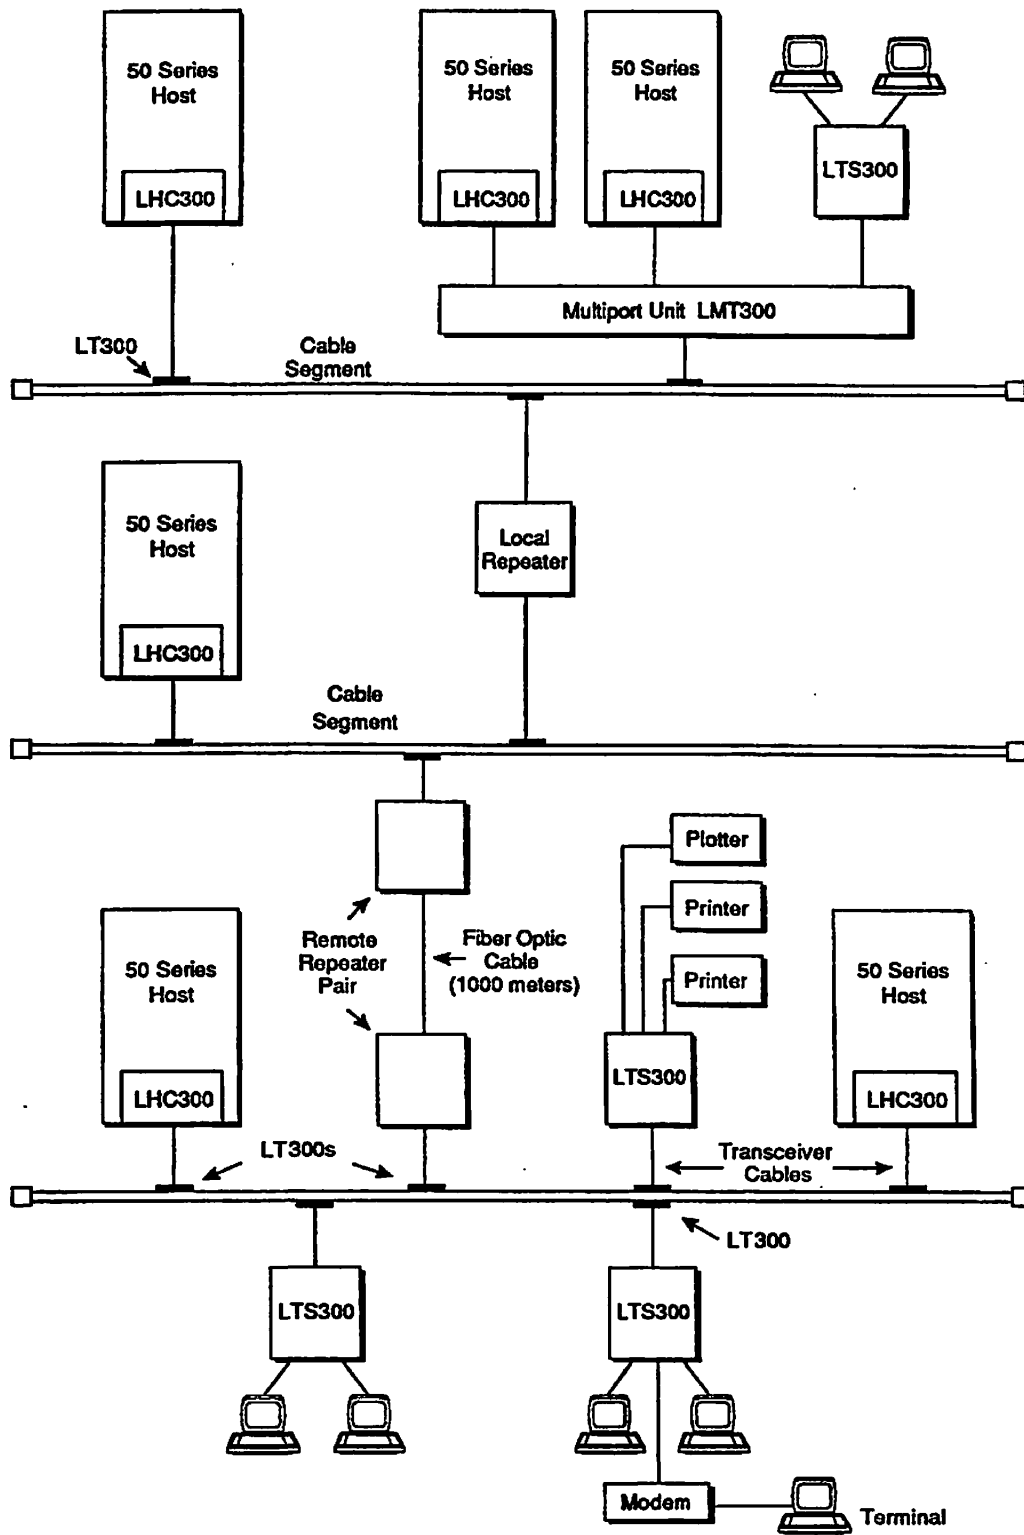 50 Series
Host
LHC300
50 Series
Host
LHC300
50 Series
Host
LHC300
LTS300
Multiport Unit LMT300
LT300
Cable
Segment
50 Series
Host
LHC300
Local
Repeater
Cable
Segment
Plotter
Printer
Printer
50 Series
Host
LHC300
Remote
Repeater
Pair
Fiber Optic
Cable
(1000 meters)
LTS300
50 Series
Host
LHC300
LT300s
Transceiver
Cables
LT300
LTS300
LTS300
Modem
Terminal